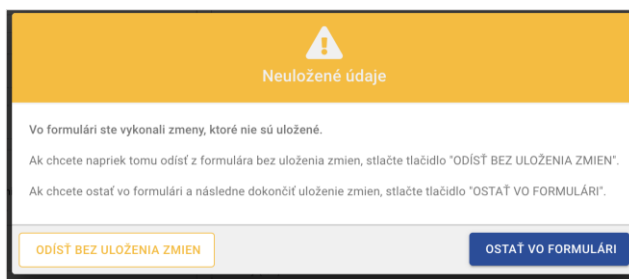 Neuložené údaje
Vo formulári ste vykonali zmeny, ktoré nie sú uložené.
Ak chcete napriek tomu odísť z formulára bez uloženia zmien, stlačte tlačidlo "ODÍSŤ BEZ ULOŽENIA ZMIEN".
Ak chcete ostať vo formulári a následne dokončiť uloženie zmien, stlačte tlačidlo "OSTAŤ VO FORMULÁRI".
ODÍSŤ BEZ ULOŽENIA ZMIEN
OSTAŤ VO FORMULÁRI